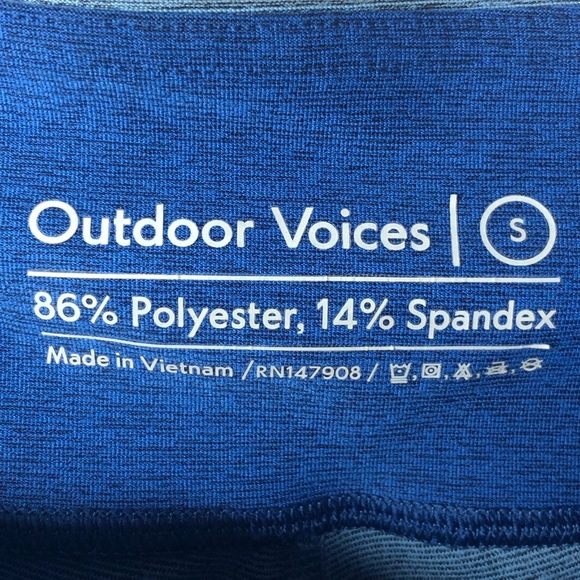 Outdoor Voices | S
86% Polyester, 14% Spandex
Made in Vietnam / RN147908 /